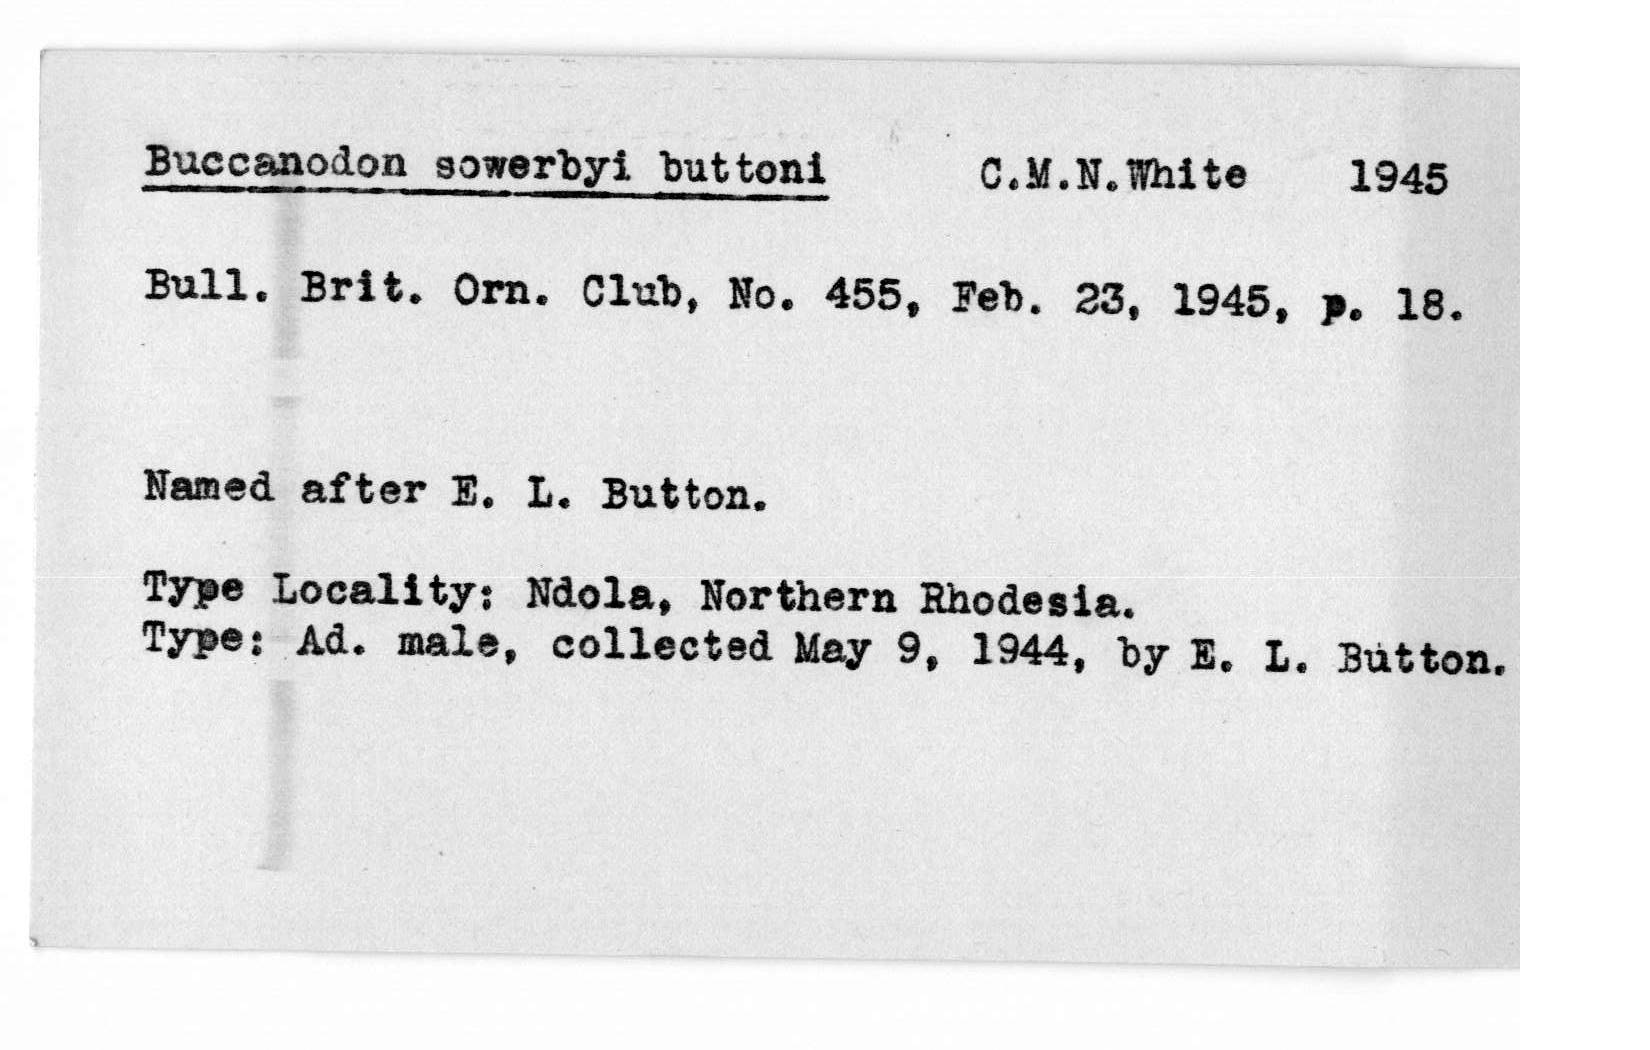 Buccanodon sowerbyi buttoni C.M.N.White 1945
Bull. Brit. Orn. Club, No. 455, Feb. 23, 1945, p. 18.
Named after E. L. Button.
Type Locality: Ndola, Northern Rhodesia.
Type: Ad. male, collected May 9, 1944, by E. L. Button.